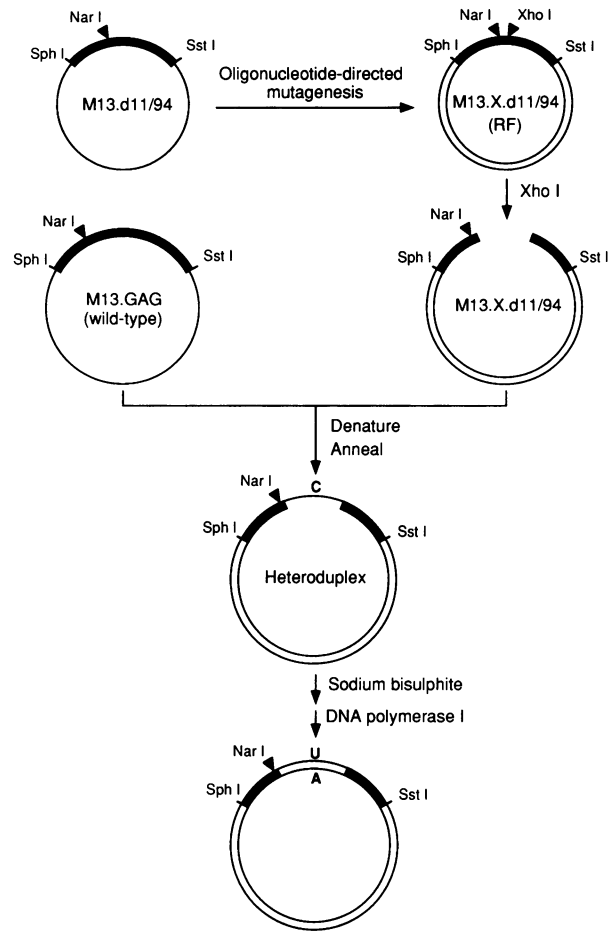 Nar I
Sph I
Sst I
M13.d11/94
Oligonucleotide-directed
mutagenesis
Nar I
Xho I
Sph I
Sst I
M13.X.d11/94
(RF)
Xho I
Nar I
Sph I
Sst I
M13.GAG
(wild-type)
Nar I
Sph I
Sst I
M13.X.d11/94
Denature
Anneal
Nar I
C
Sph I
Sst I
Heteroduplex
Sodium bisulphite
DNA polymerase I
Nar I
U
A
Sph I
Sst I